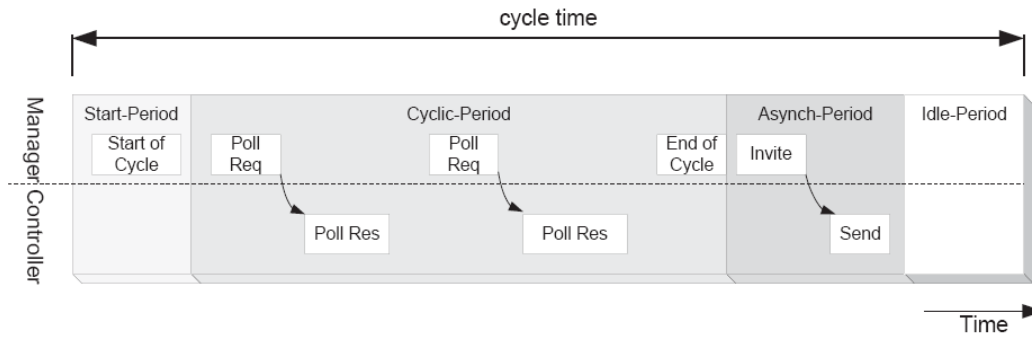 cycle time
Start-Period
Cyclic-Period
Asynch-Period
Idle-Period
Manager
Controller
Start of
Cycle
Poll
Req
Poll
Req
End of
Cycle
Invite
Poll Res
Poll Res
Send
Time